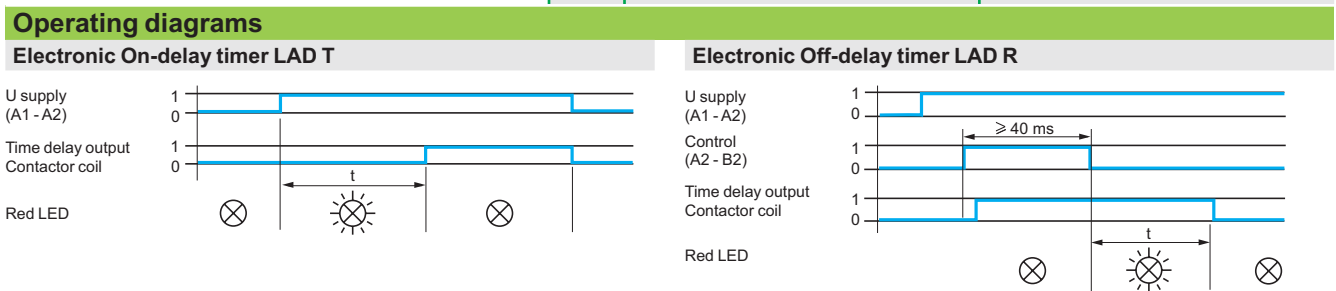 Operating diagrams
Electronic On-delay timer LAD T
U supply
(A1 - A2)
1
0
Time delay output
Contactor coil
1
0
t
Red LED
Electronic Off-delay timer LAD R
U supply
(A1 - A2)
1
0
⩾ 40 ms
Control
(A2 - B2)
1
0
Time delay output
Contactor coil
1
0
t
Red LED